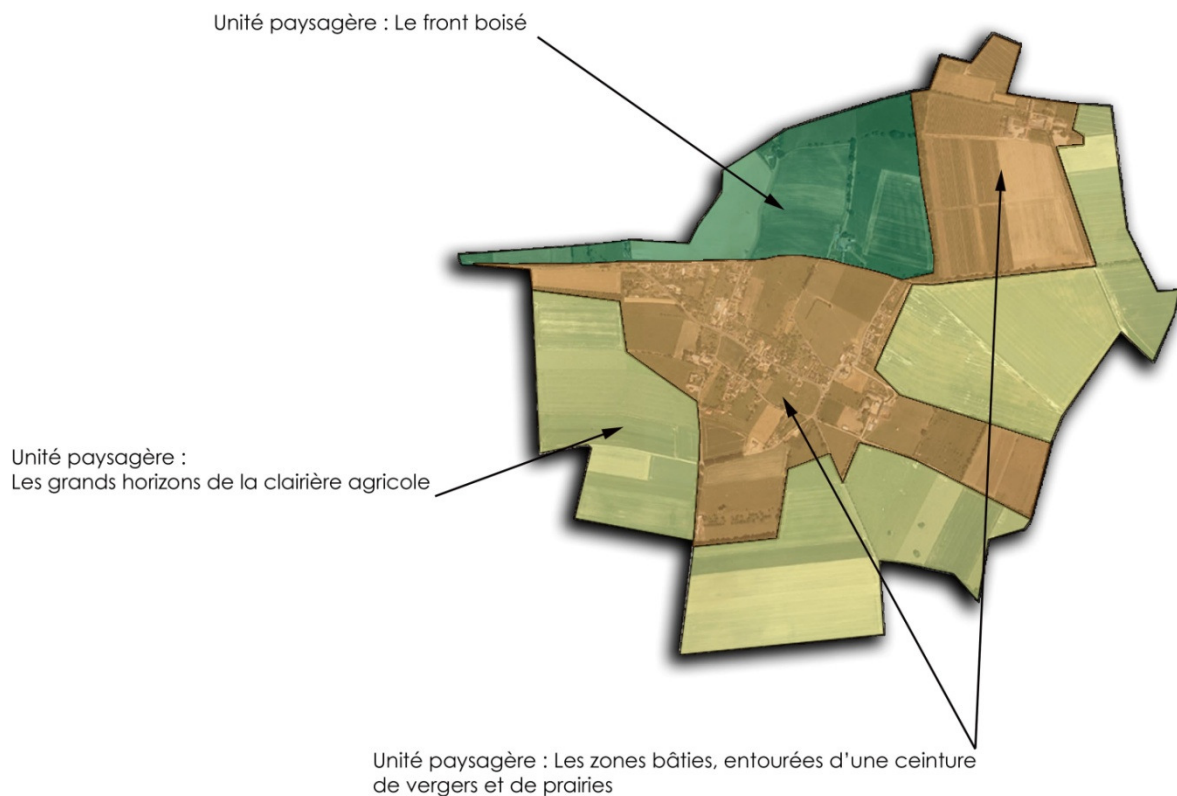 Unité paysagère : Le front boisé
Unité paysagère :
Les grands horizons de la clairière agricole
Unité paysagère : Les zones bâties, entourées d’une ceinture
de vergers et de prairies